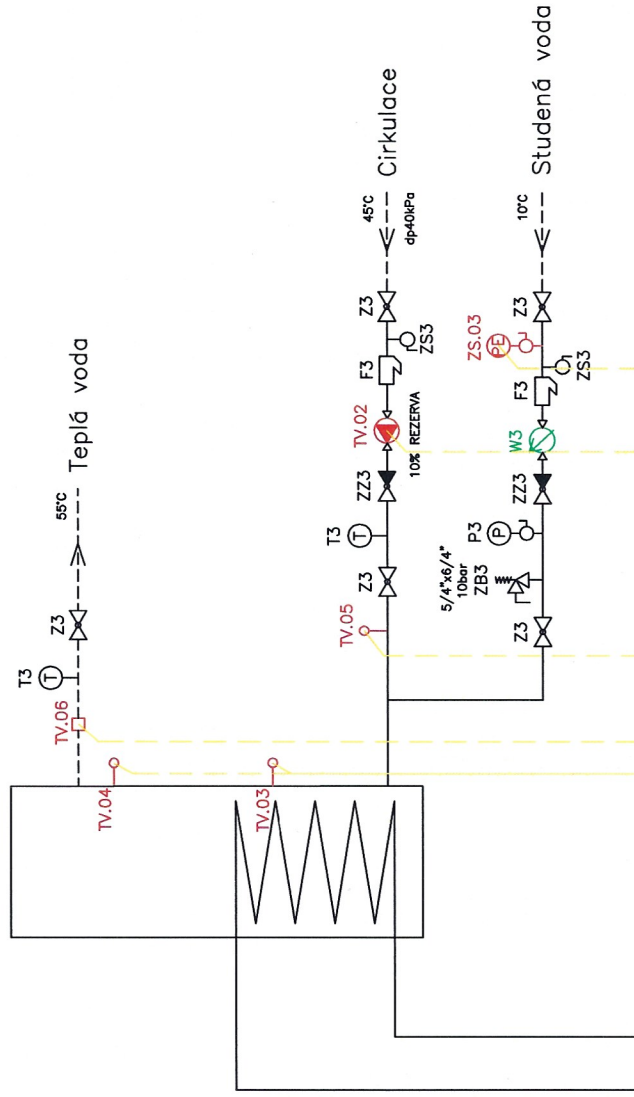 Teplá voda
55°C
Z3
T3
TV.06
TV.04
TV.03
Cirkulace
45°C
dp40kPa
Z3
ZS3
F3
TV.02
10% REZERVA
ZZ3
T3
T
Z3
TV.05
T
Studená voda
10°C
Z3
ZS.03
PE
ZS3
F3
W3
ZZ3
P3
P
5/4"x6/4"
10bar
ZB3
Z3